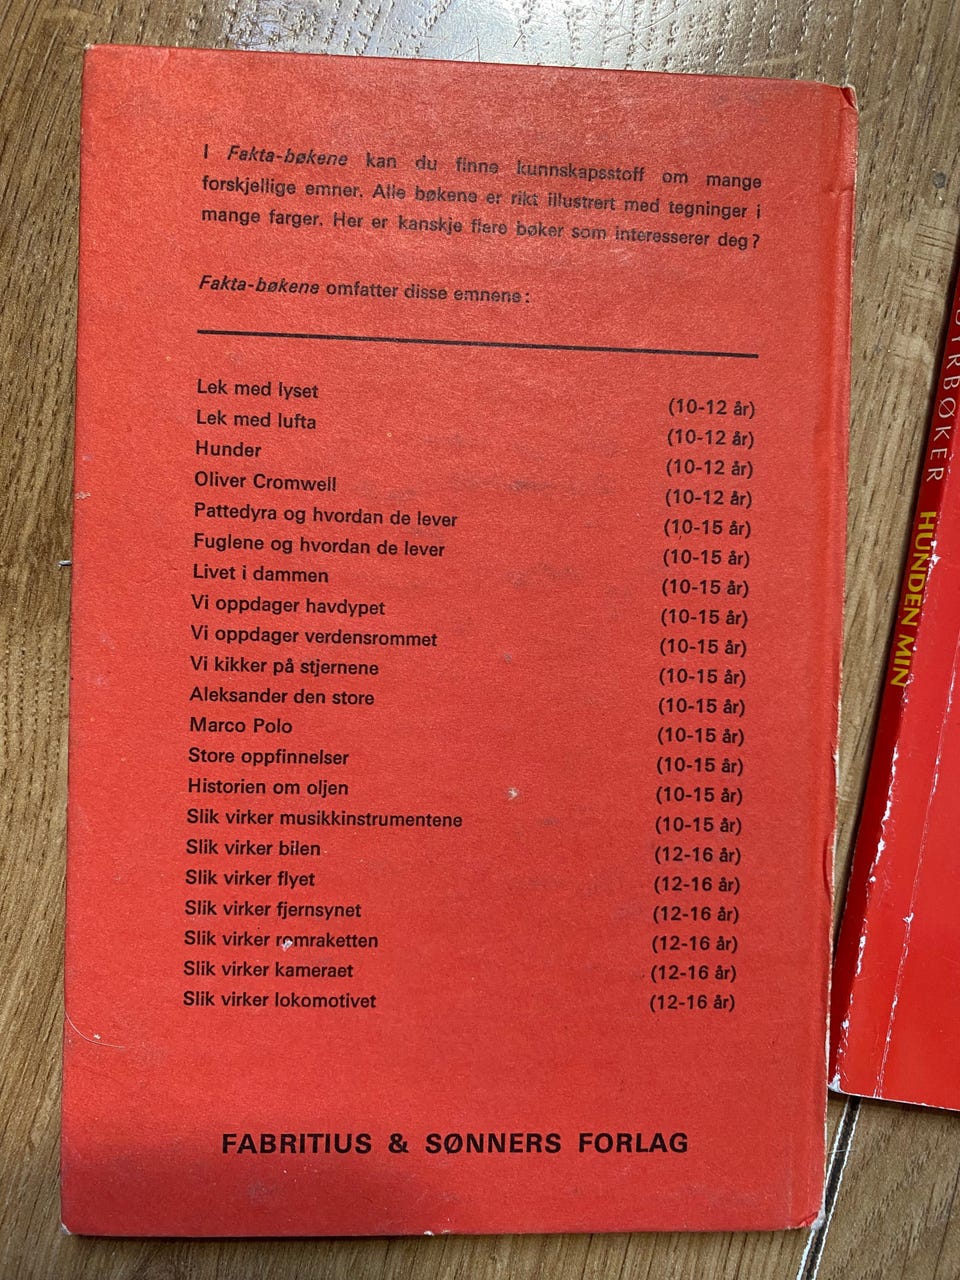 I Fakta-bøkene kan du finne kunnskapsstoff om mange
forskjellige emner. Alle bøkene er rikt illustrert med tegninger i
mange farger. Her er kanskje flere bøker som interesserer deg?
Fakta-bøkene omfatter disse emnene:
Lek med lyset (10-12 år)
Lek med lufta (10-12 år)
Hunder (10-12 år)
Oliver Cromwell (10-12 år)
Pattedyra og hvordan de lever (10-15 år)
Fuglene og hvordan de lever (10-15 år)
Livet i dammen (10-15 år)
Vi oppdager havdypet (10-15 år)
Vi oppdager verdensrommet (10-15 år)
Vi kikker på stjernene (10-15 år)
Aleksander den store (10-15 år)
Marco Polo (10-15 år)
Store oppfinnelser (10-15 år)
Historien om oljen (10-15 år)
Slik virker musikkinstrumentene (10-15 år)
Slik virker bilen (12-16 år)
Slik virker flyet (12-16 år)
Slik virker fjernsynet (12-16 år)
Slik virker romraketten (12-16 år)
Slik virker kameraet (12-16 år)
Slik virker lokomotivet (12-16 år)
FABRITIUS & SØNNERS FORLAG
DYRBØKER HUNDEN MIN